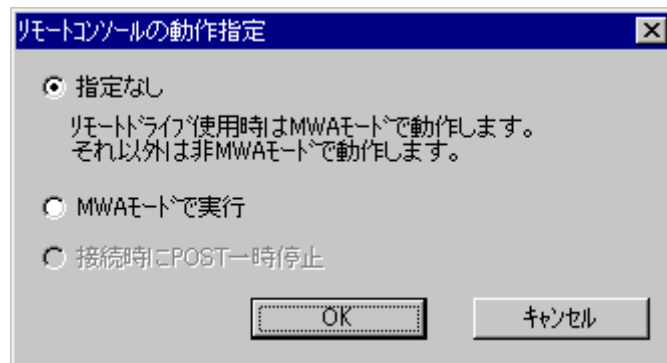 ﾘﾓｰﾄｺﾝｿｰﾙの動作指定
指定なし
ﾘﾓｰﾄﾄﾞﾗｲﾌﾞ使用時はMWAﾓｰﾄﾞで動作します。
それ以外は非MWAﾓｰﾄﾞで動作します。
MWAﾓｰﾄﾞで実行
接続時にPOST一時停止
OK
ｷｬﾝｾﾙ